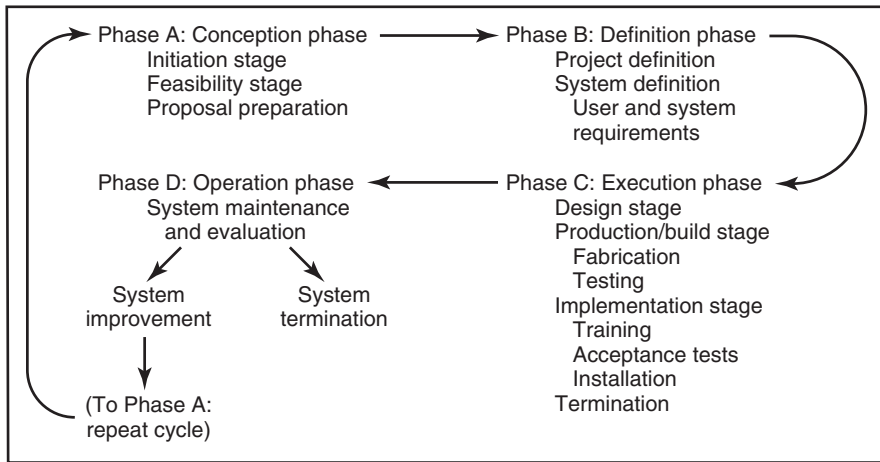 Phase A: Conception phase
Initiation stage
Feasibility stage
Proposal preparation
Phase B: Definition phase
Project definition
System definition
User and system
requirements
Phase C: Execution phase
Design stage
Production/build stage
Fabrication
Testing
Implementation stage
Training
Acceptance tests
Installation
Termination
Phase D: Operation phase
System maintenance
and evaluation
System
improvement
System
termination
(To Phase A:
repeat cycle)